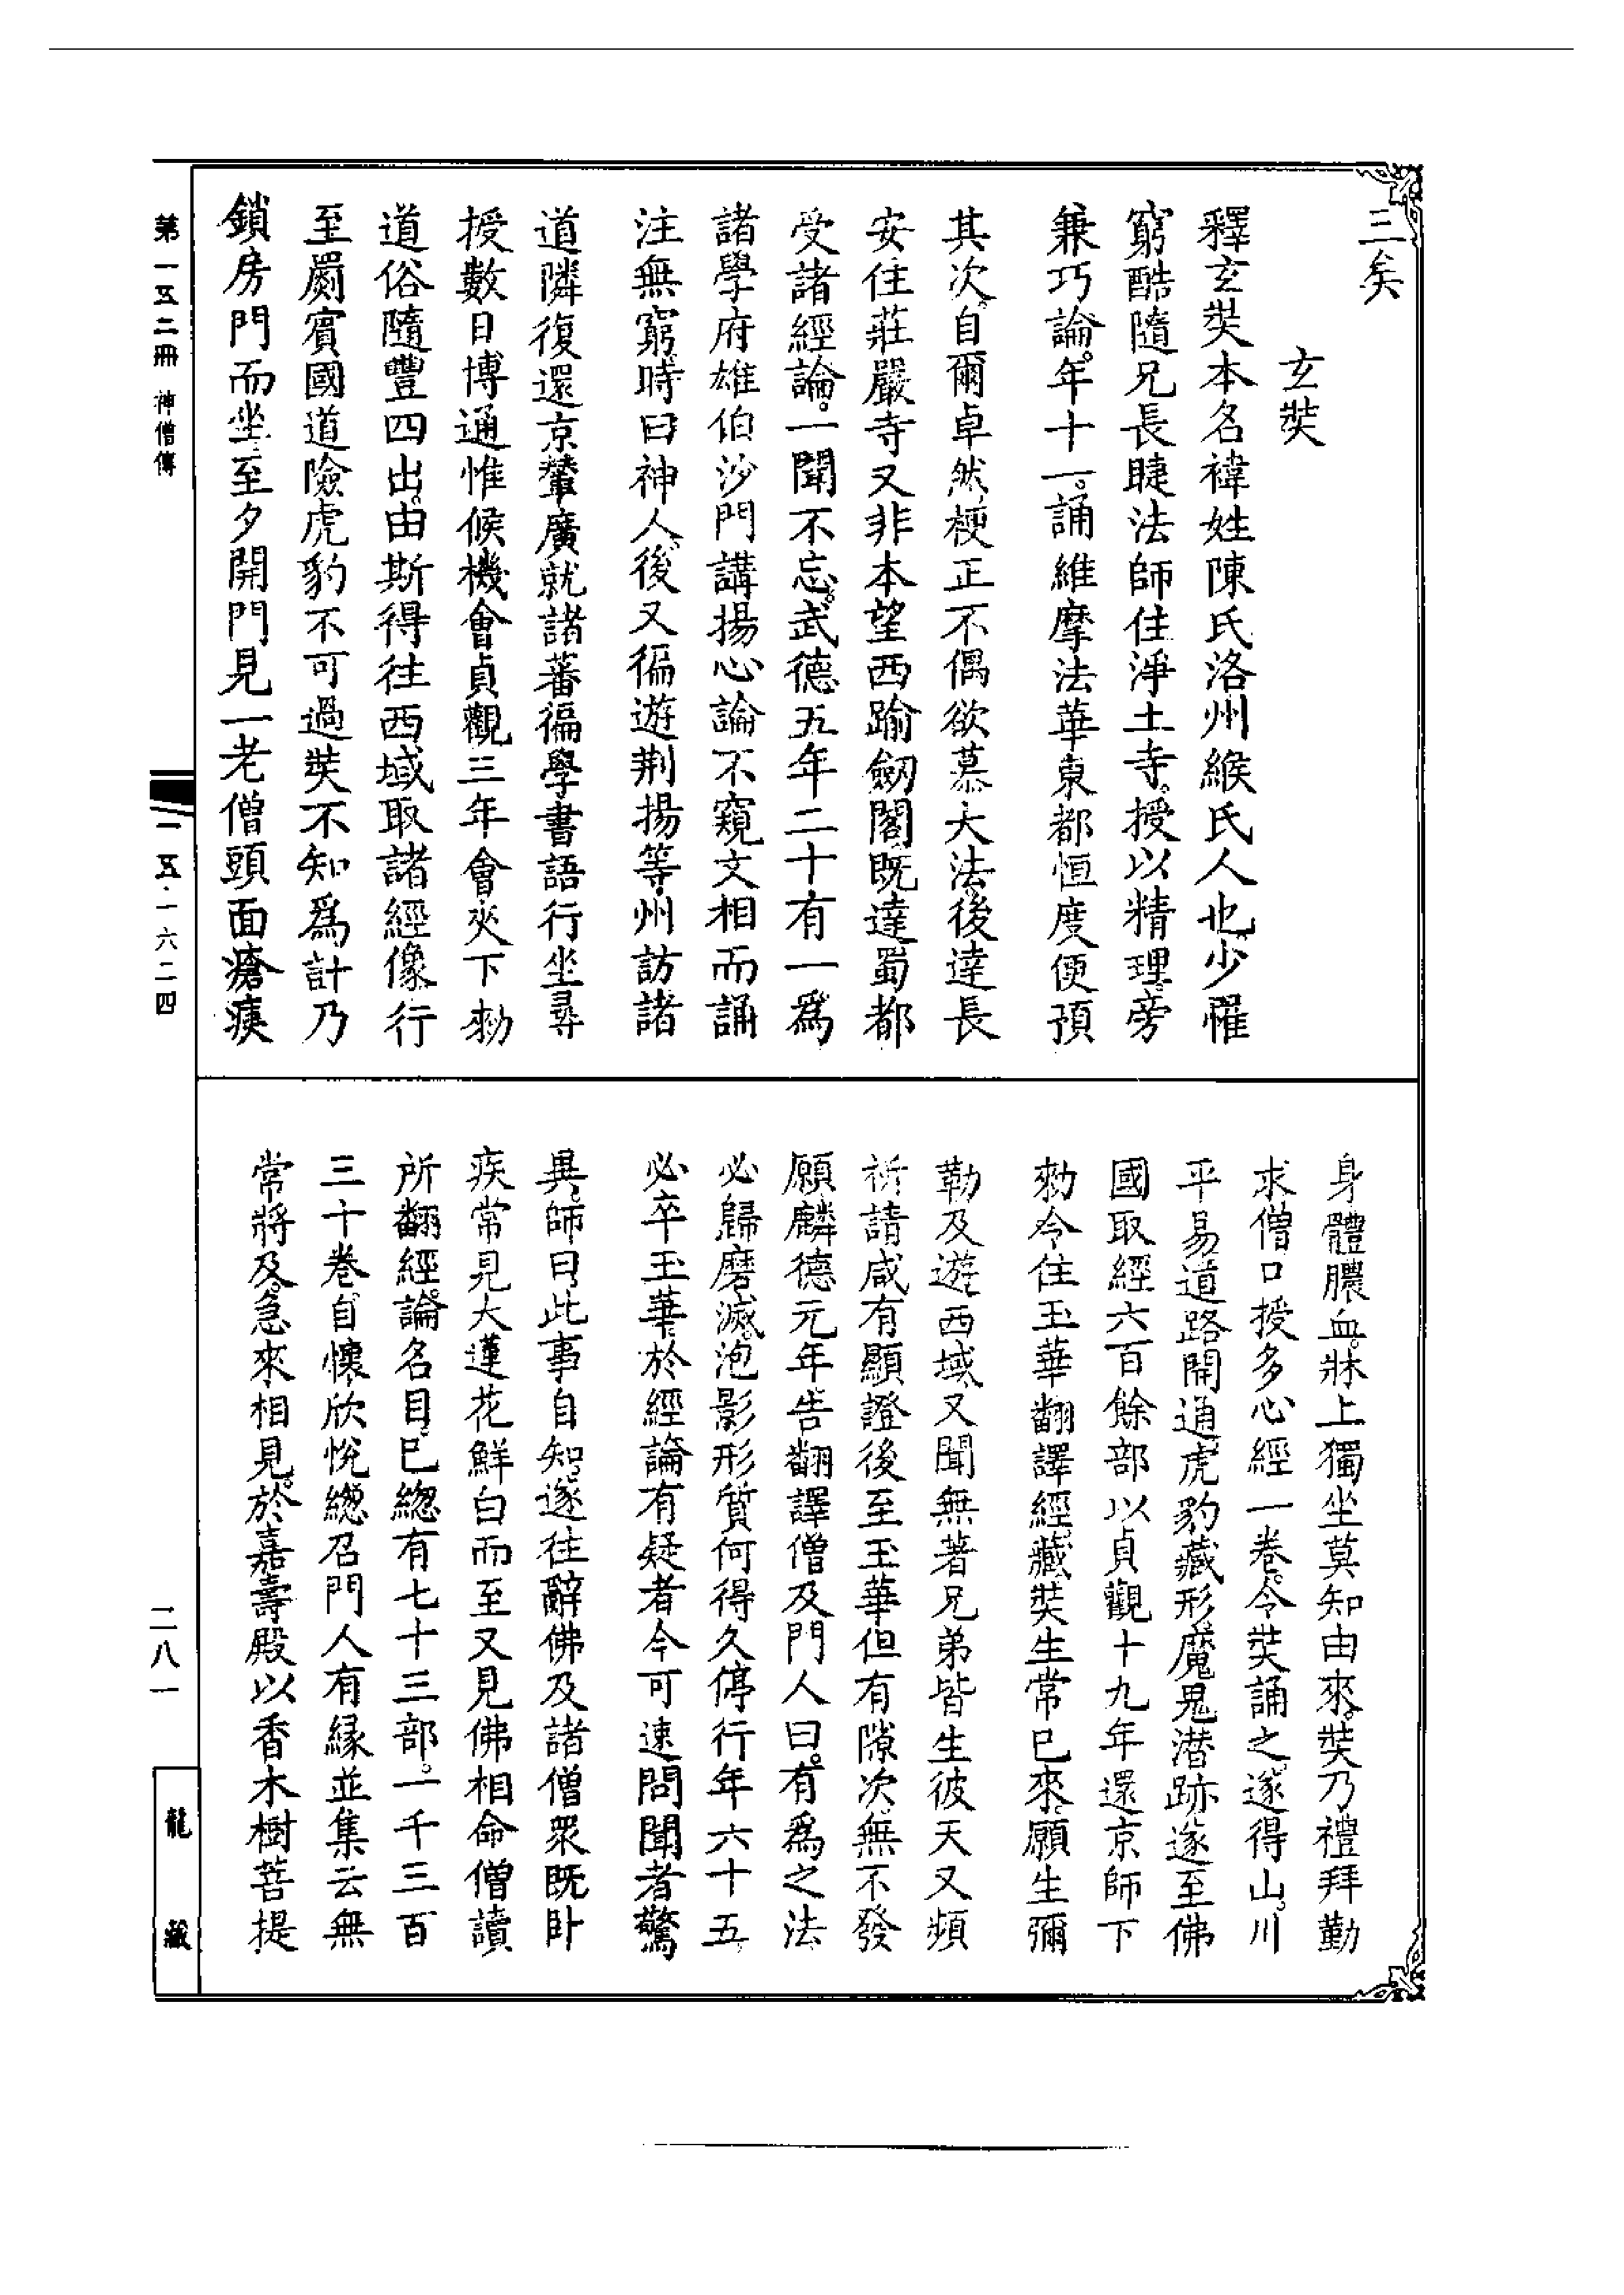 三矣
玄奘
釋玄奘本名褘姓陳氏洛州緱氏人也。少罹
窮酷隨兄長睫法師住淨土寺。授以精理。旁
兼巧論。年十一。誦維摩法華東都恒度便預
其次。自爾卓然梗正不偶欲慕大法。後達長
安住莊嚴寺又非本望西踰劒閣既達蜀都
受諸經論。一聞不忘。武德五年二十有一爲
諸學府雄伯沙門講揚心論不窺文相而誦
注無窮。時曰神人。後又徧遊荆揚等州訪諸
道隣復還京輦廣就諸蕃徧學書語行坐尋
授數日博通惟候機會貞觀三年會夾下勑
道俗隨豐四出。由斯得往西域取諸經像行
至罽賓國道險虎豹不可過奘不知爲計乃
鎖房門而坐。至夕開門見一老僧頭面瘡痍
身體膿血。牀上獨坐莫知由來。奘乃禮拜勤
求僧口授多心經一卷。令奘誦之。遂得山川
平易道路開通。虎豹藏形魔鬼潛跡遂至佛
國取經六百餘部以貞觀十九年還京師下
勑令住玉華翻譯經藏。奘生常已來。願生彌
勒及遊西域又聞無著兄弟皆生彼天又頻
祈請咸有顯證後至玉華但有隙次。無不發
願麟德元年告翻譯僧及門人曰。有爲之法
必歸磨滅。泡影形質何得久停行年六十五
必卒玉華。於經論有疑者今可速問聞者驚
異。師曰此事自知。遂往辭佛及諸僧眾既卧
疾常見大蓮花鮮白而至又見佛相命僧讀
所翻經。論名目。已緫有七十三部。一千三百
三十卷。自懷欣悅緫召門人有緣並集云無
常將及。急來相見。於嘉壽殿以香木樹菩提
第一五二冊 神僧傳
一五·一六二四
二八一
龍藏